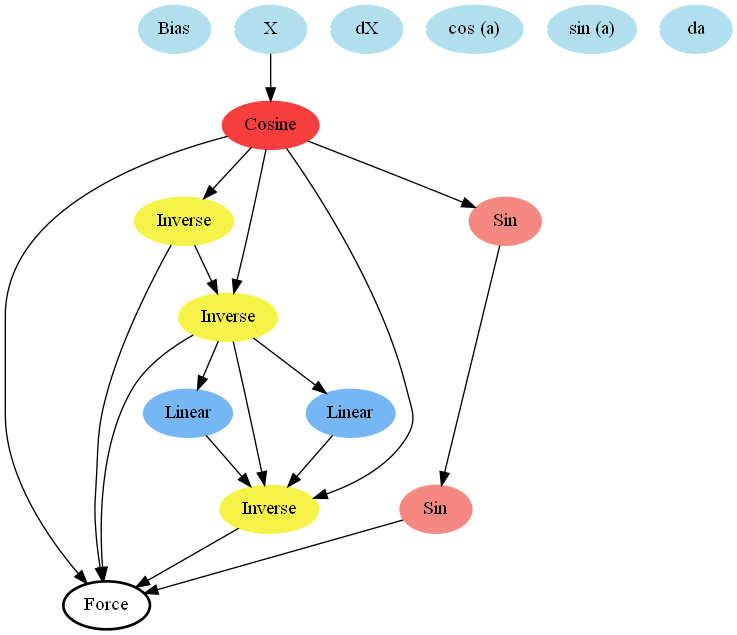 Bias
X
dX
cos (a)
sin (a)
da
Cosine
Inverse
Sin
Inverse
Linear
Linear
Inverse
Sin
Force